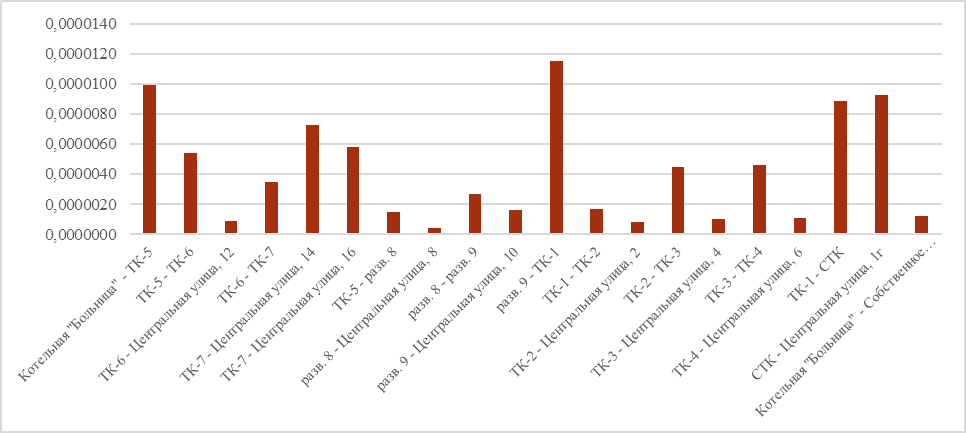 0,0000140
0,0000120
0,0000100
0,0000080
0,0000060
0,0000040
0,0000020
0,0000000
Котельная "Больница" - ТК-5
ТК-5 - ТК-6
ТК-6 - Центральная улица, 12
ТК-6 - ТК-7
ТК-7 - Центральная улица, 14
ТК-7 - Центральная улица, 16
ТК-5 - разв. 8
разв. 8 - Центральная улица, 8
разв. 8 - разв. 9
разв. 9 - Центральная улица, 10
разв. 9 - ТК-1
ТК-1 - ТК-2
ТК-2 - Центральная улица, 2
ТК-2 - ТК-3
ТК-3 - Центральная улица, 4
ТК-3 - ТК-4
ТК-4 - Центральная улица, 6
ТК-1 - СТК
СТК - Центральная улица, 1г
Котельная "Больница" - Собственное…